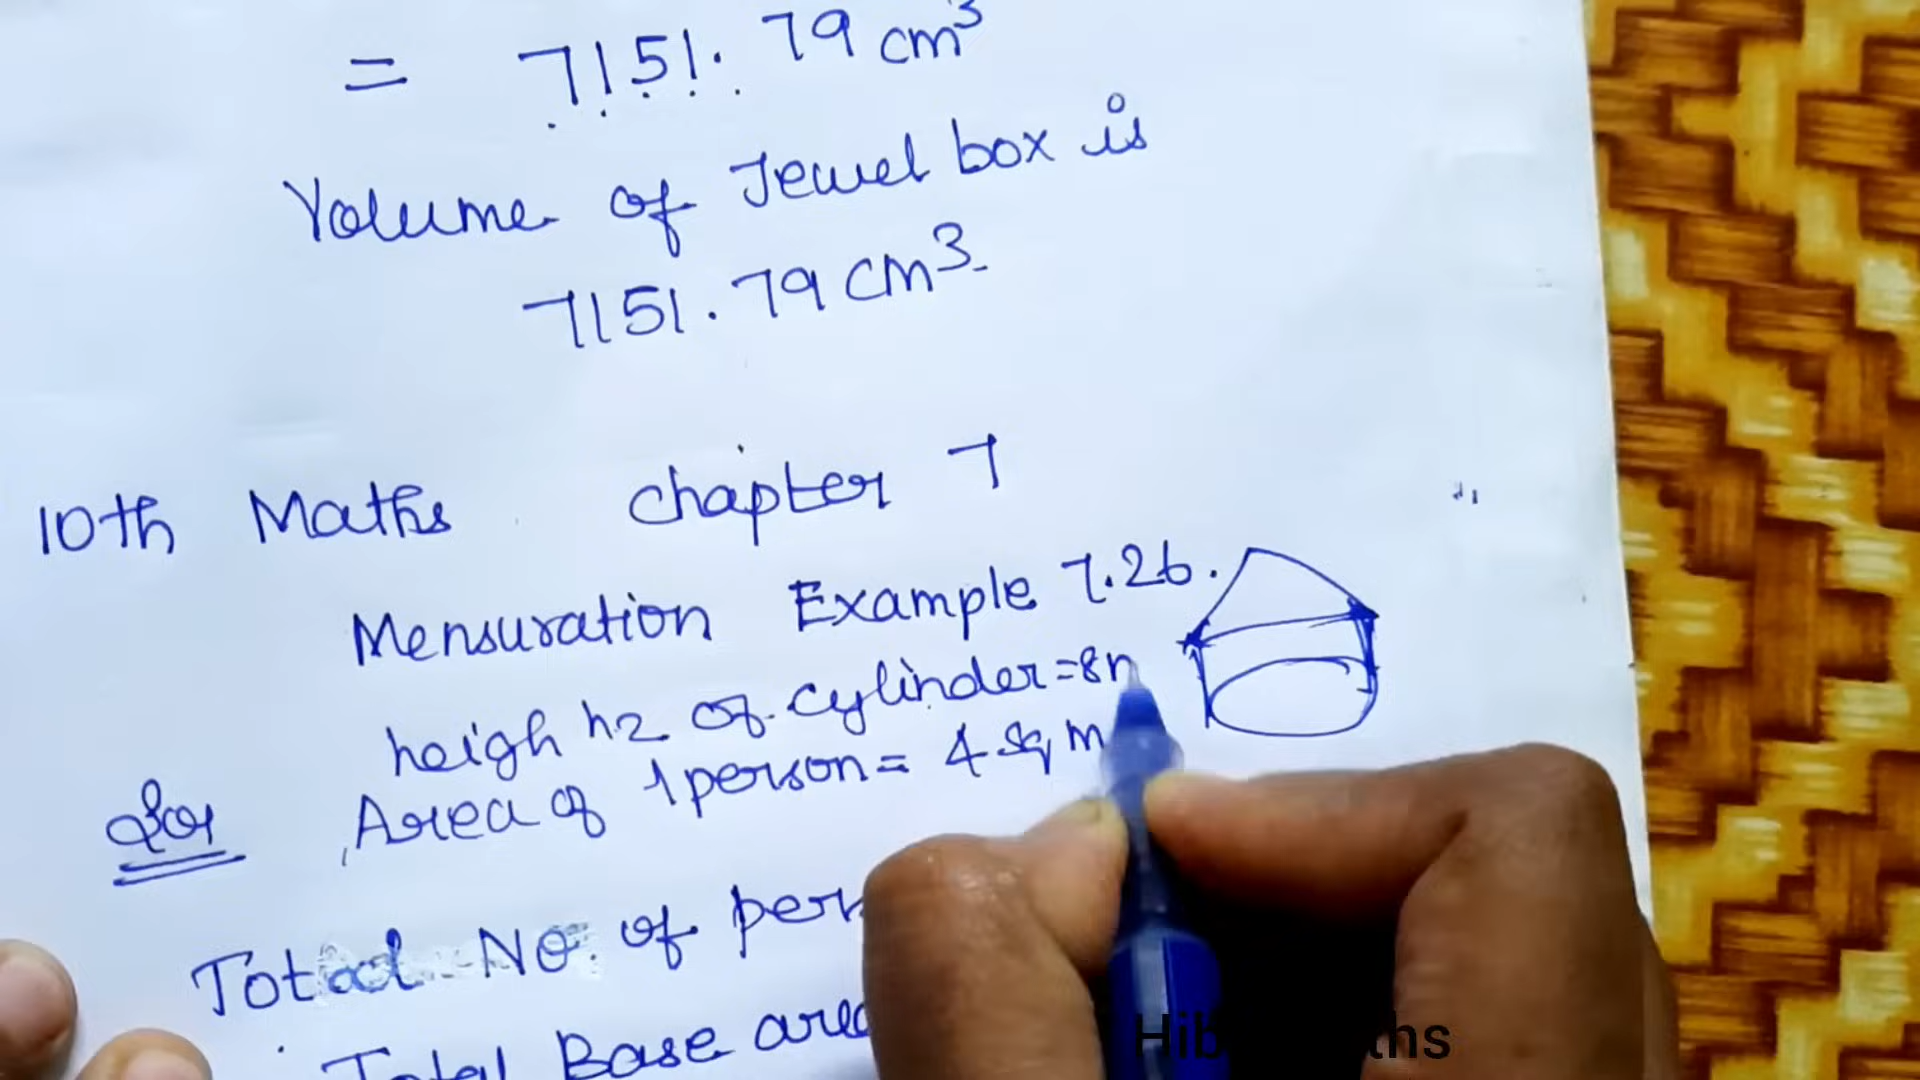 = 7151.79 cm³
Volume of Jewel box is
7151.79 cm³.
10th Maths chapter 7
Mensuration Example 7.26.
heigh h2 of cylinder = 8
Sol Area of 1 person = 4 sq m
Total No. of per
Total Base area